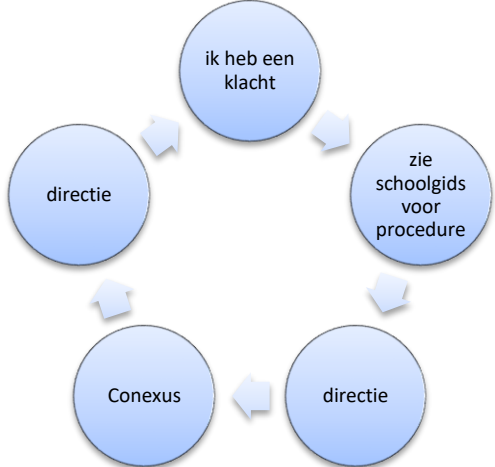 ik heb een
klacht
zie
schoolgids
voor
procedure
directie
Conexus
directie